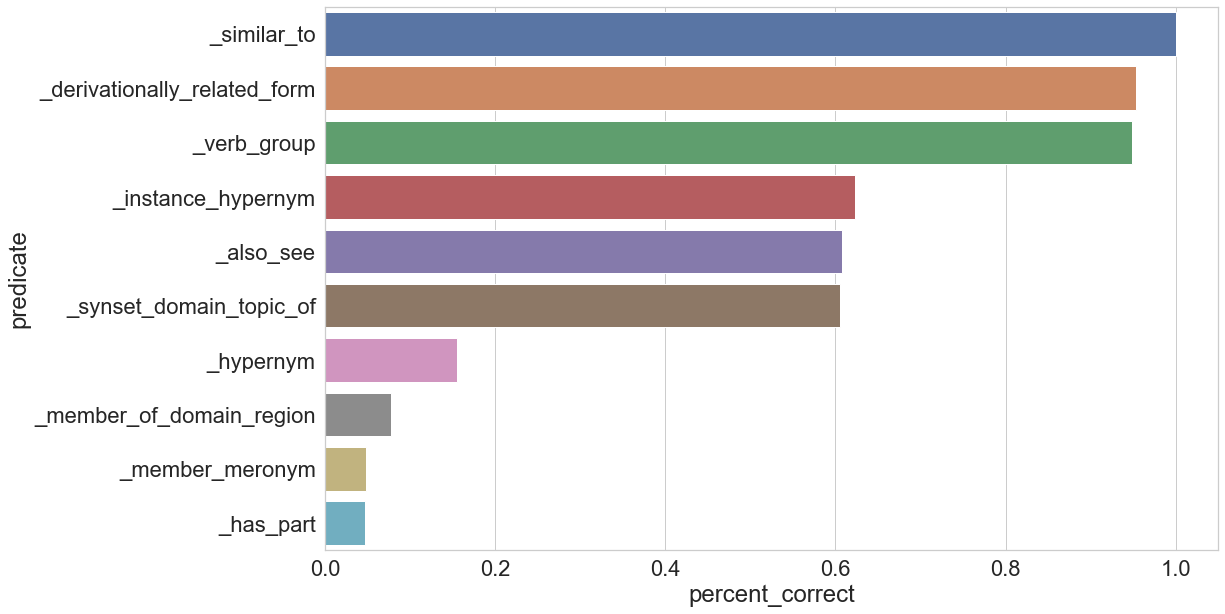 _similar_to
_derivationally_related_form
_verb_group
_instance_hypernym
_also_see
_synset_domain_topic_of
_hypernym
_member_of_domain_region
_member_meronym
_has_part
predicate
0.0 0.2 0.4 0.6 0.8 1.0
percent_correct